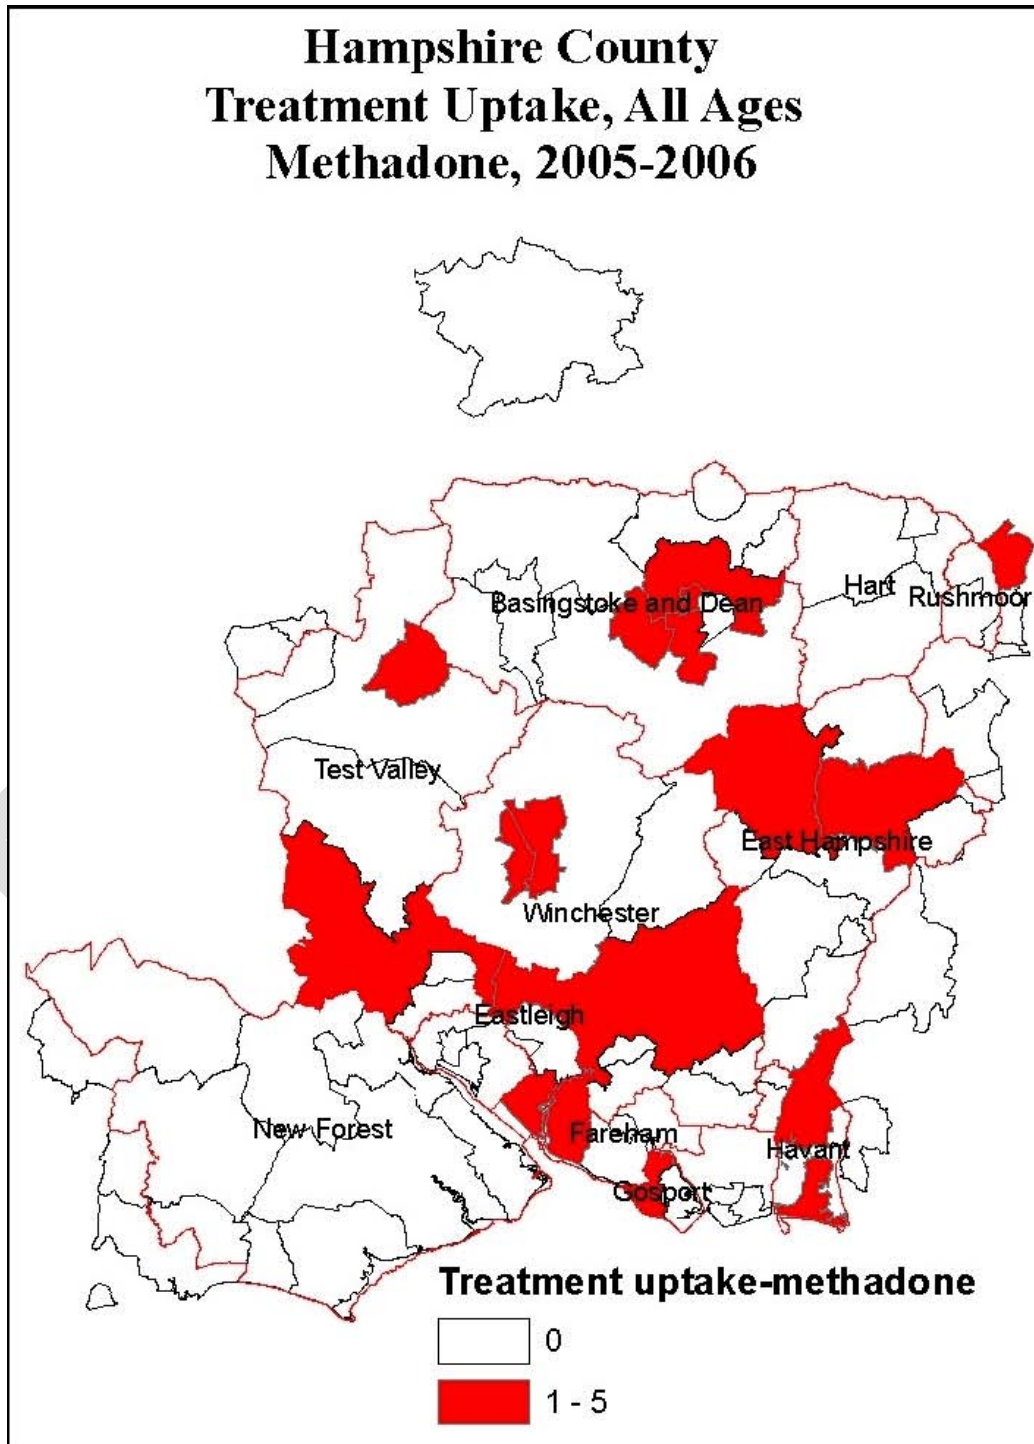 Hampshire County
Treatment Uptake, All Ages
Methadone, 2005-2006
Hart
Basingstoke and Dean
Rushmoor
Test Valley
East Hampshire
Winchester
Eastleigh
New Forest
Fareham
Havant
Gosport
Treatment uptake-methadone
0
1 - 5